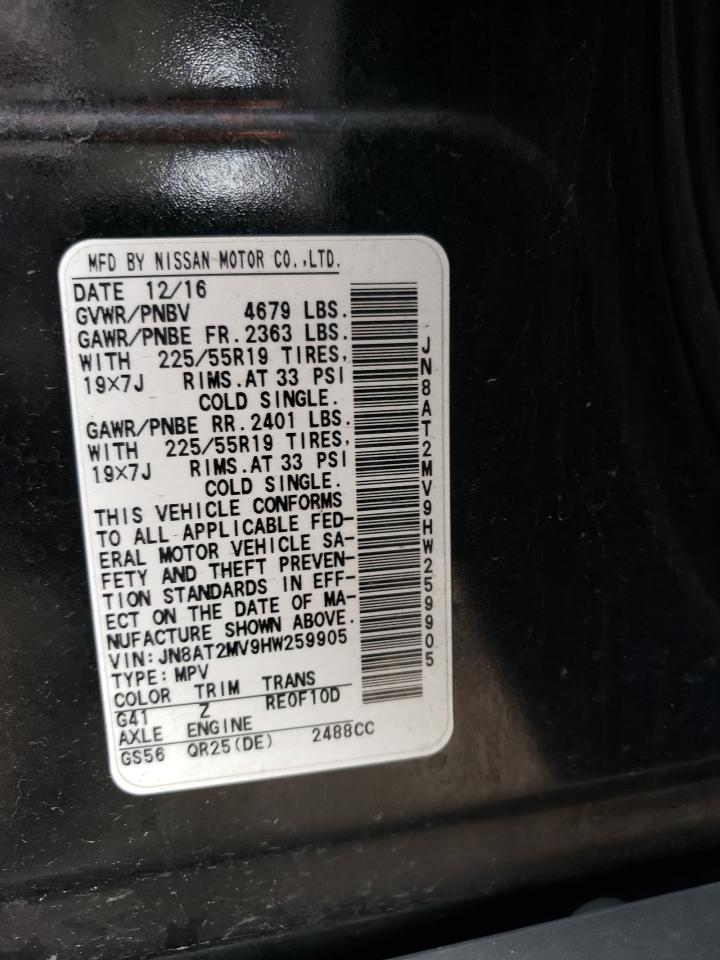 MFD BY NISSAN MOTOR CO.,LTD.
DATE 12/16
GVWR/PNBV 4679 LBS.
GAWR/PNBE FR. 2363 LBS.
WITH 225/55R19 TIRES,
19×7J RIMS. AT 33 PSI
COLD SINGLE.
GAWR/PNBE RR. 2401 LBS.
WITH 225/55R19 TIRES,
19×7J RIMS. AT 33 PSI
COLD SINGLE.
THIS VEHICLE CONFORMS
TO ALL APPLICABLE FED-
ERAL MOTOR VEHICLE SA-
FETY AND THEFT PREVEN-
TION STANDARDS IN EFF-
ECT ON THE DATE OF MA-
NUFACTURE SHOWN ABOVE.
VIN: JN8AT2MV9HW259905
TYPE: MPV
COLOR TRIM TRANS
G41 Z RE0F10D
AXLE ENGINE
GS56 QR25(DE) 2488CC
JN8AT2MV9HW259905